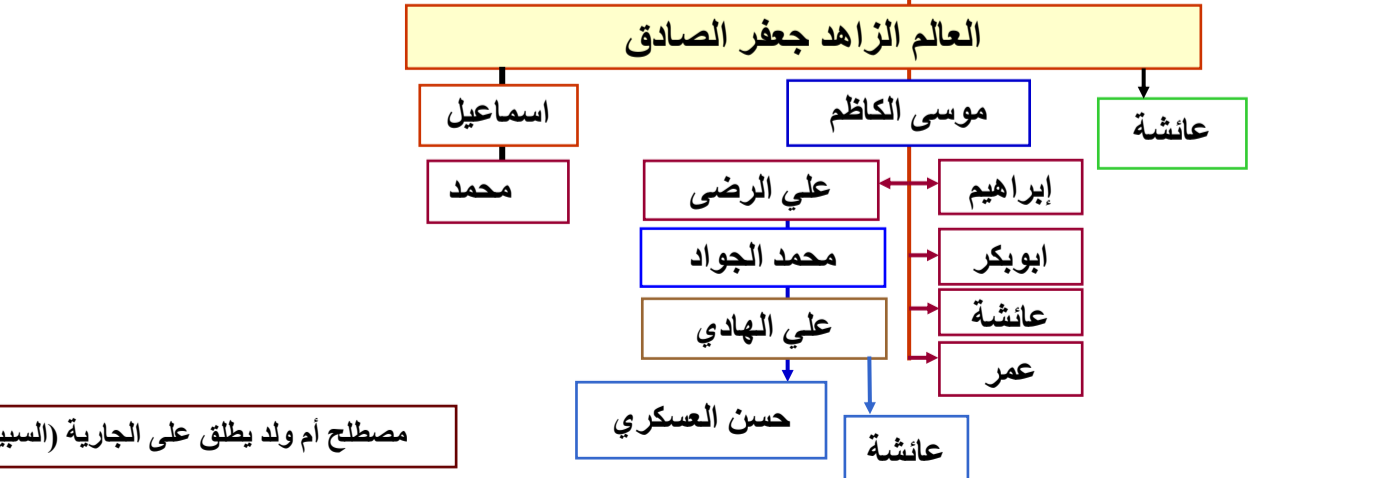 العالم الزاهد جعفر الصادق
عائشة
موسى الكاظم
اسماعيل
إبراهيم
علي الرضى
محمد
ابوبكر
محمد الجواد
عائشة
علي الهادي
عمر
حسن العسكري
عائشة
مصطلح أم ولد يطلق على الجارية